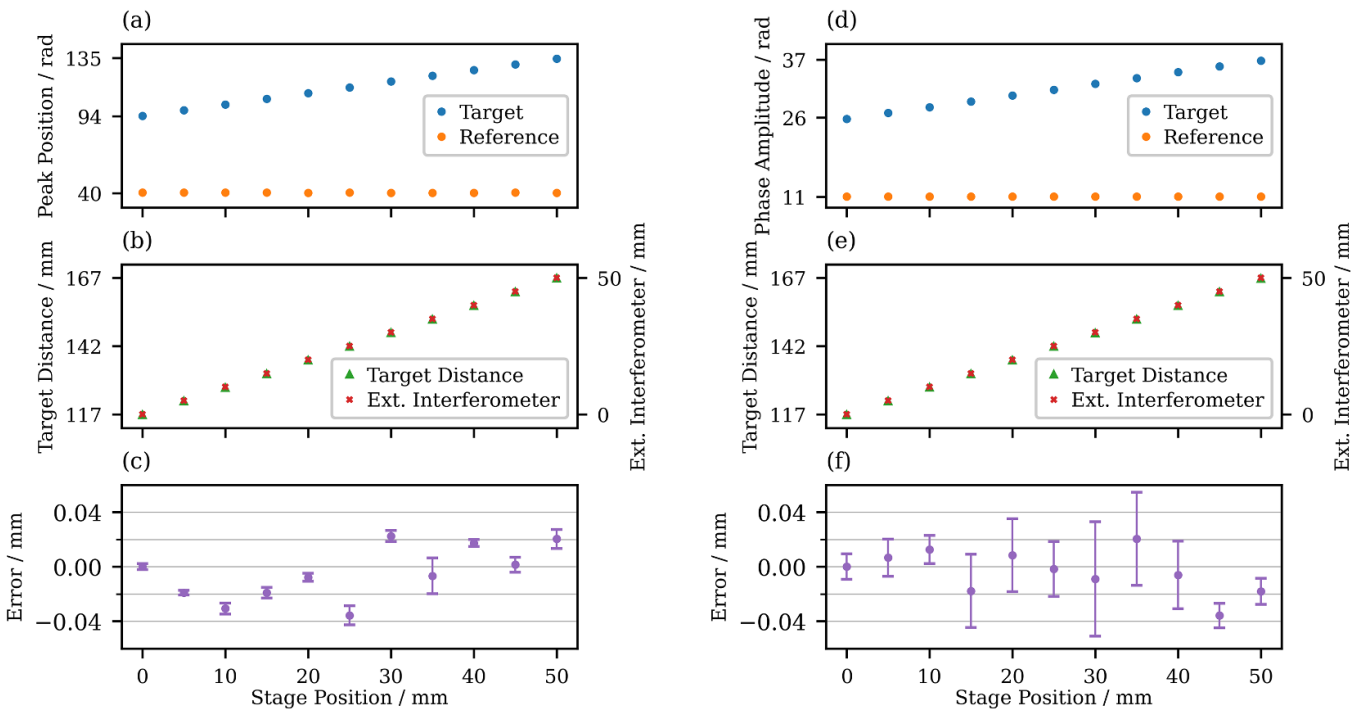 (a)
Peak Position / rad
135
94
40
Target
Reference
(b)
Target Distance / mm
167
142
117
Target Distance
Ext. Interferometer
50
0
Ext. Interferometer / mm
(c)
Error / mm
0.04
0.00
−0.04
0 10 20 30 40 50
Stage Position / mm
(d)
Phase Amplitude / rad
37
26
11
Target
Reference
(e)
Target Distance / mm
167
142
117
Target Distance
Ext. Interferometer
50
0
Ext. Interferometer / mm
(f)
Error / mm
0.04
0.00
−0.04
0 10 20 30 40 50
Stage Position / mm